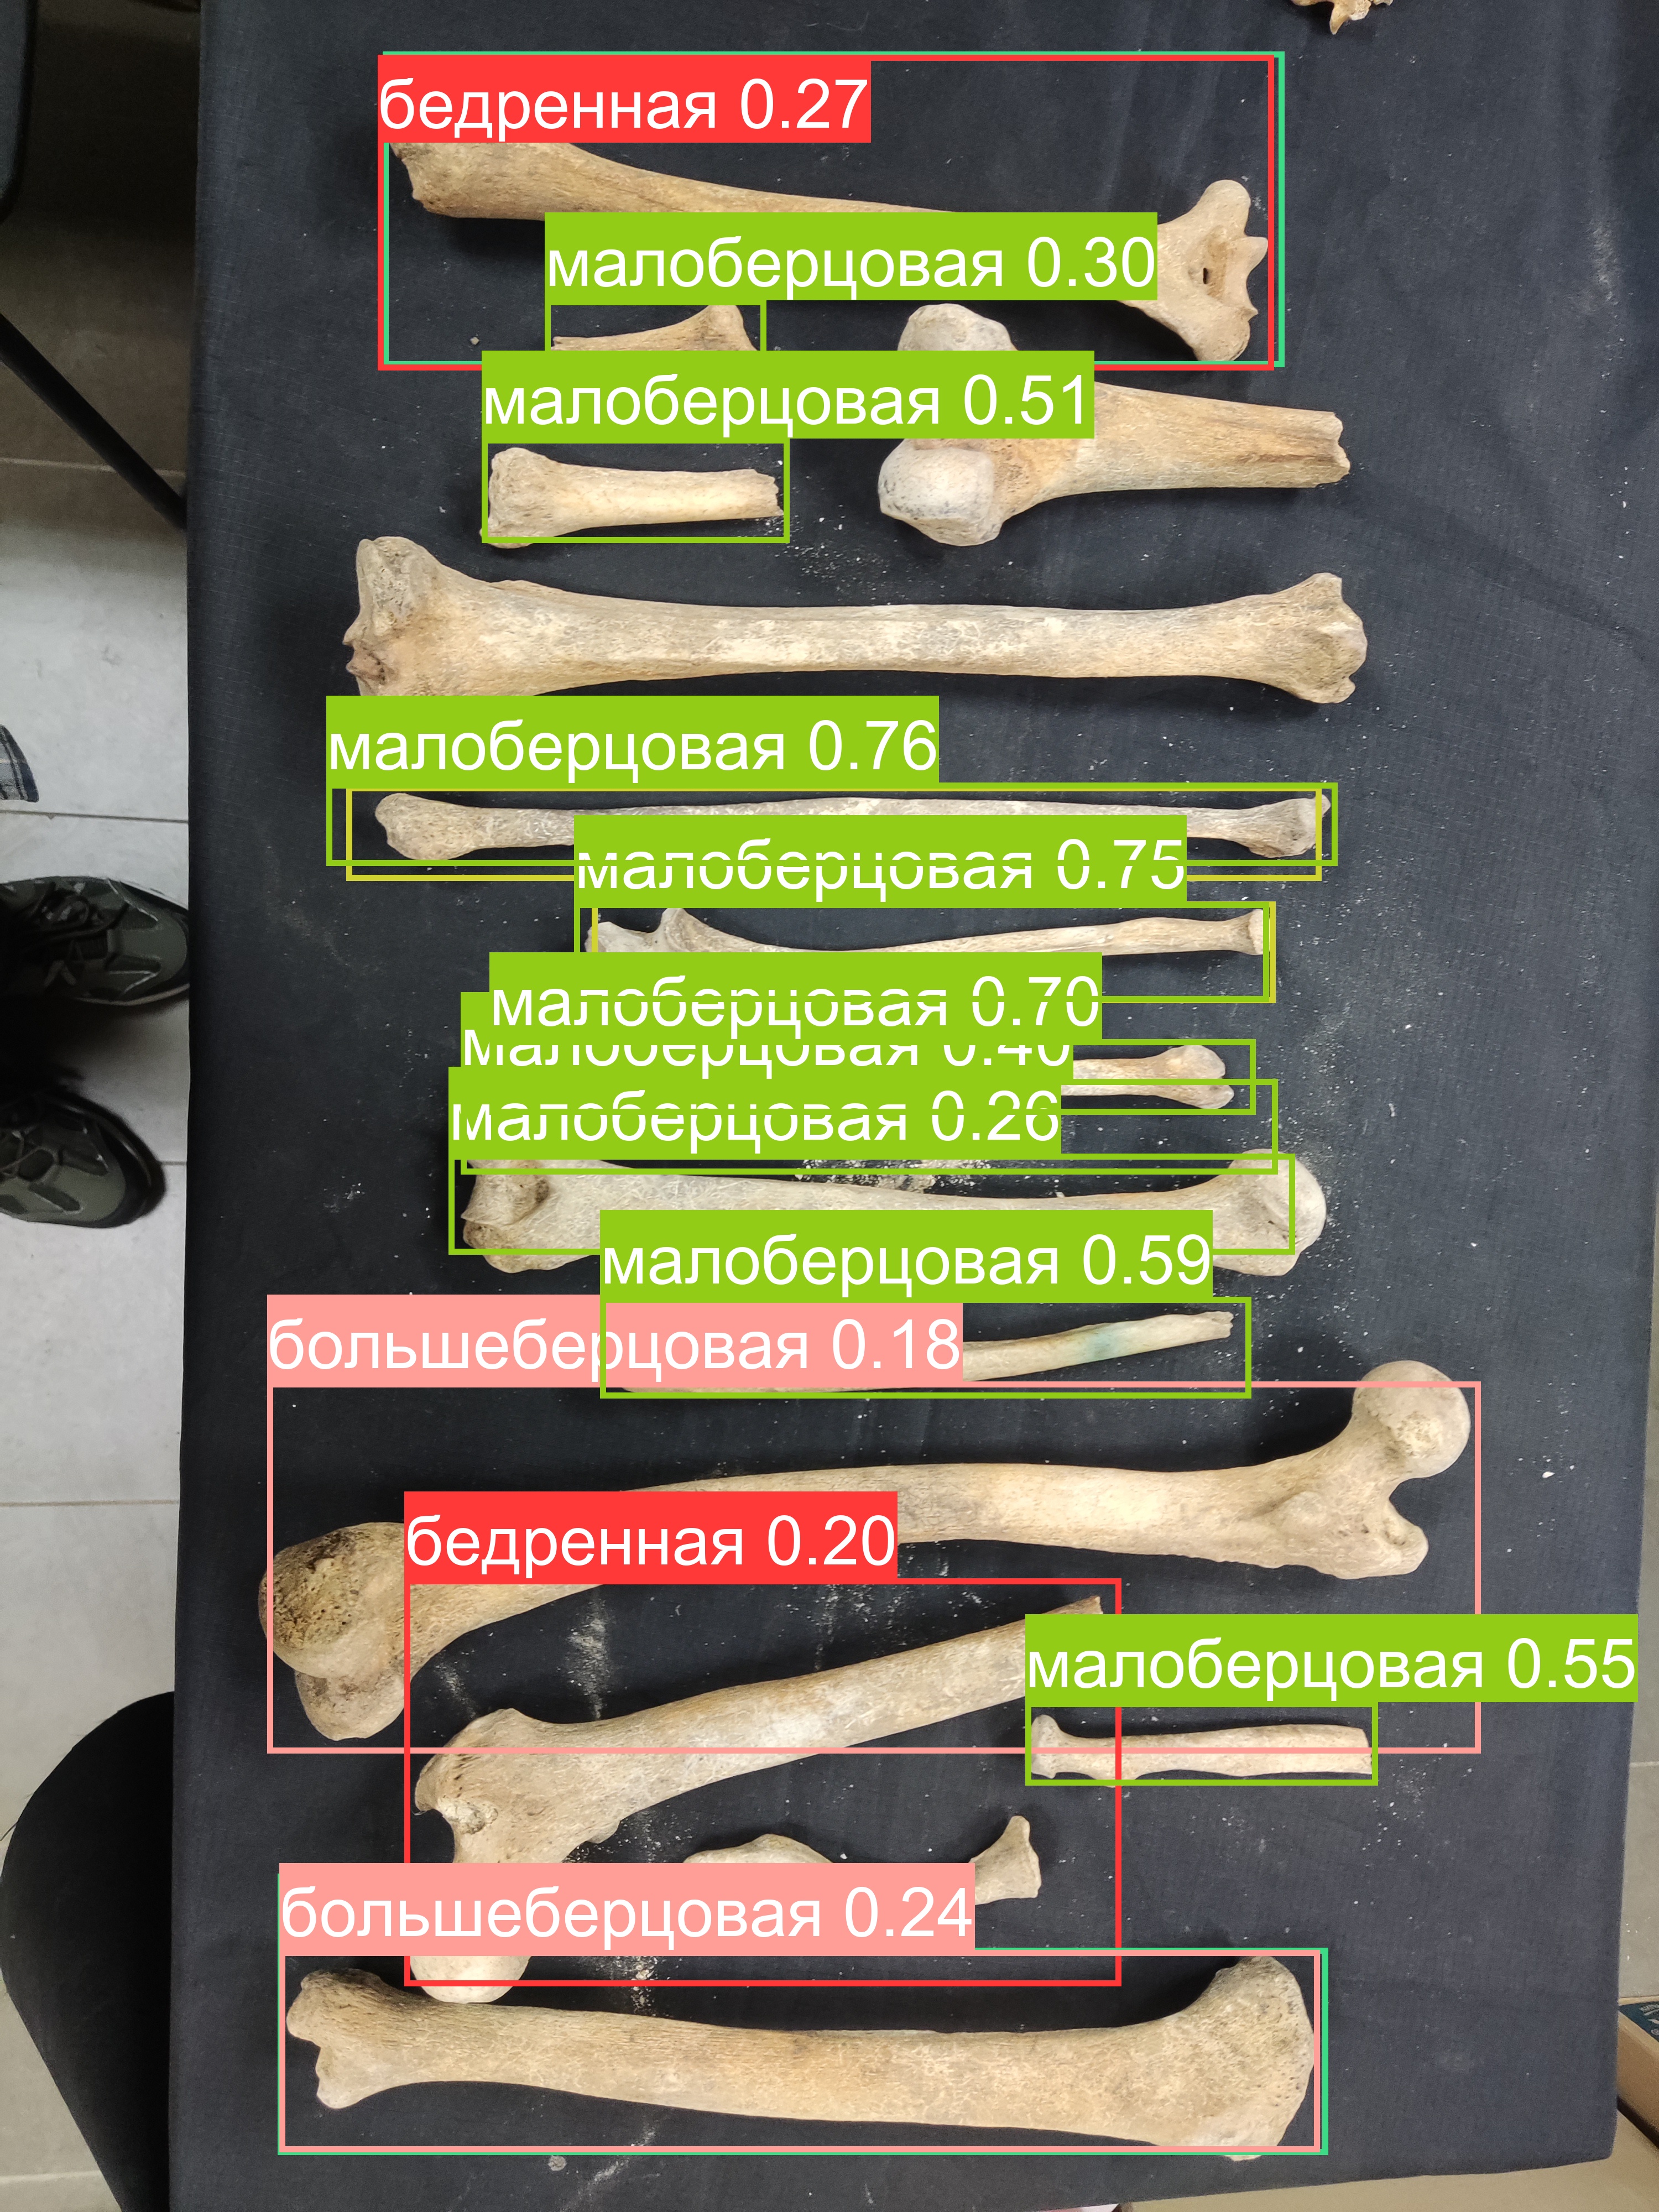 бедренная 0.27
малоберцовая 0.30
малоберцовая 0.51
малоберцовая 0.76
малоберцовая 0.75
малоберцовая 0.70
малоберцовая
малоберцовая 0.26
малоберцовая 0.59
большеберцовая 0.18
бедренная 0.20
малоберцовая 0.55
большеберцовая 0.24